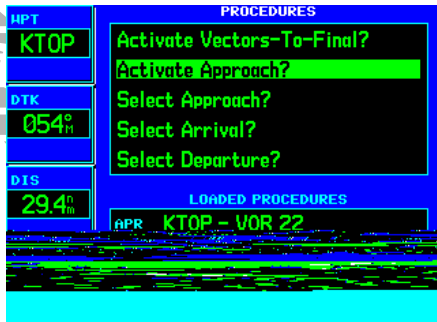 WPT
KTOP
DTK
054°M
DIS
29.4nm
PROCEDURES
Activate Vectors-To-Final?
Activate Approach?
Select Approach?
Select Arrival?
Select Departure?
LOADED PROCEDURES
APR KTOP - VOR 22